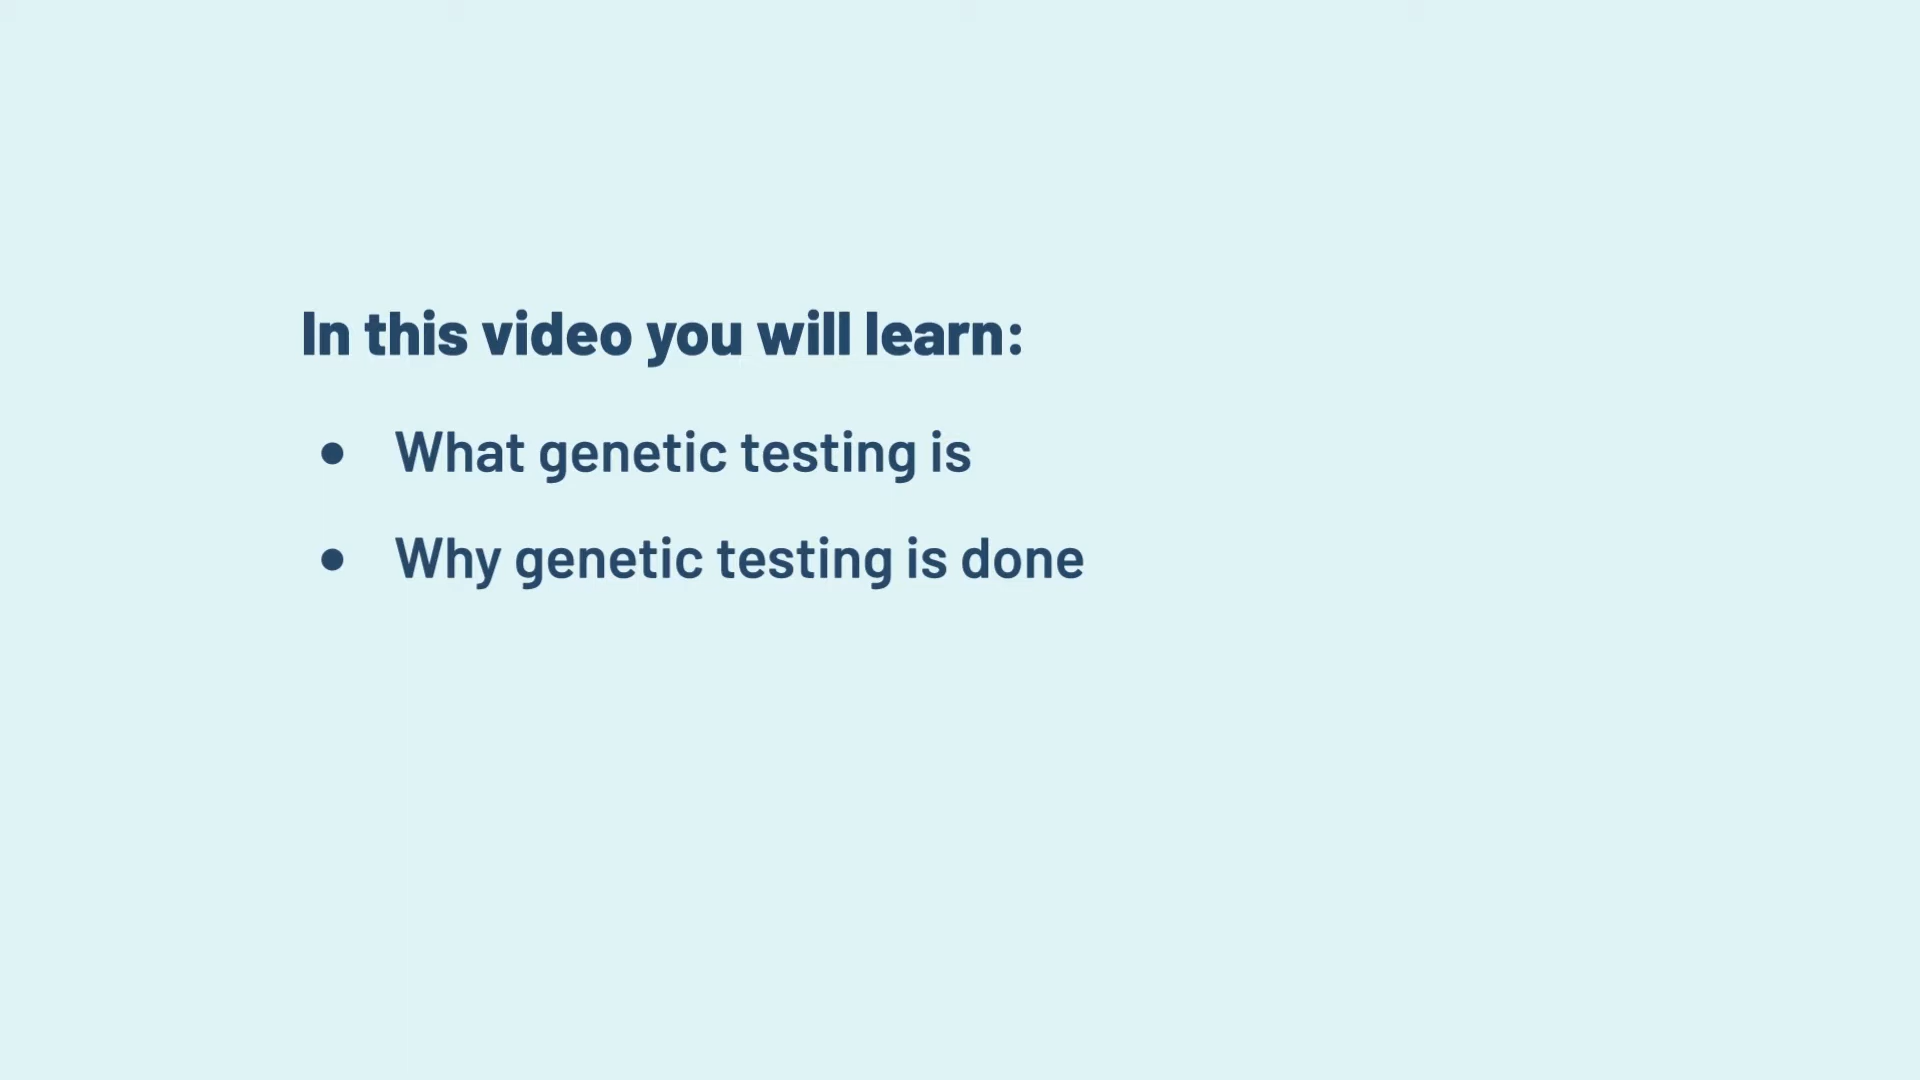 In this video you will learn:
● What genetic testing is
● Why genetic testing is done